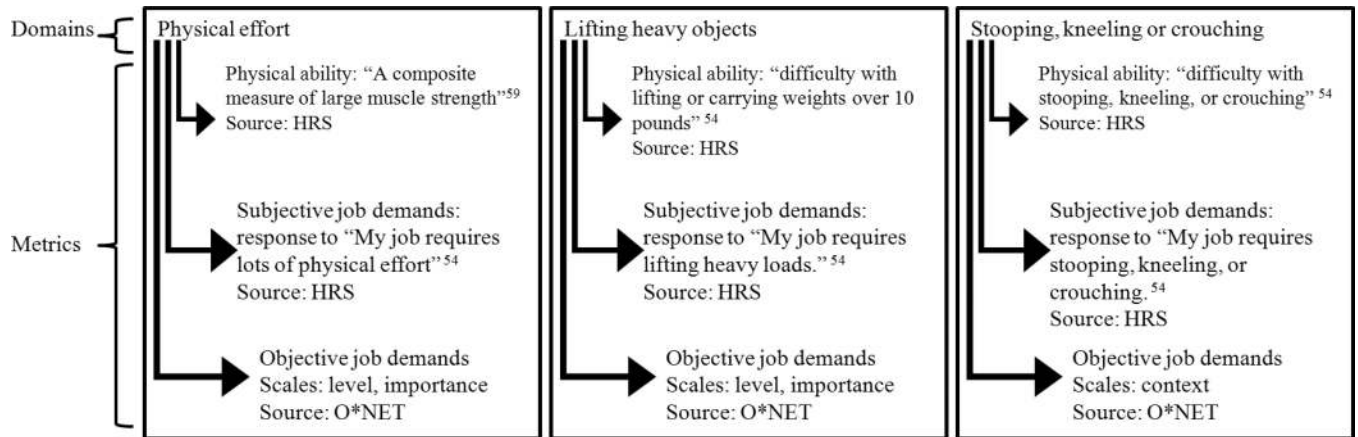 Domains
Physical effort
Physical ability: “A composite
measure of large muscle strength”59
Source: HRS
Subjective job demands:
response to “My job requires
lots of physical effort”54
Source: HRS
Objective job demands
Scales: level, importance
Source: O*NET
Lifting heavy objects
Physical ability: “difficulty with
lifting or carrying weights over 10
pounds” 54
Source: HRS
Subjective job demands:
response to “My job requires
lifting heavy loads.” 54
Source: HRS
Objective job demands
Scales: level, importance
Source: O*NET
Stooping, kneeling or crouching
Physical ability: “difficulty with
stooping, kneeling, or crouching” 54
Source: HRS
Subjective job demands:
response to “My job requires
stooping, kneeling, or
crouching. 54
Source: HRS
Objective job demands
Scales: context
Source: O*NET
Metrics